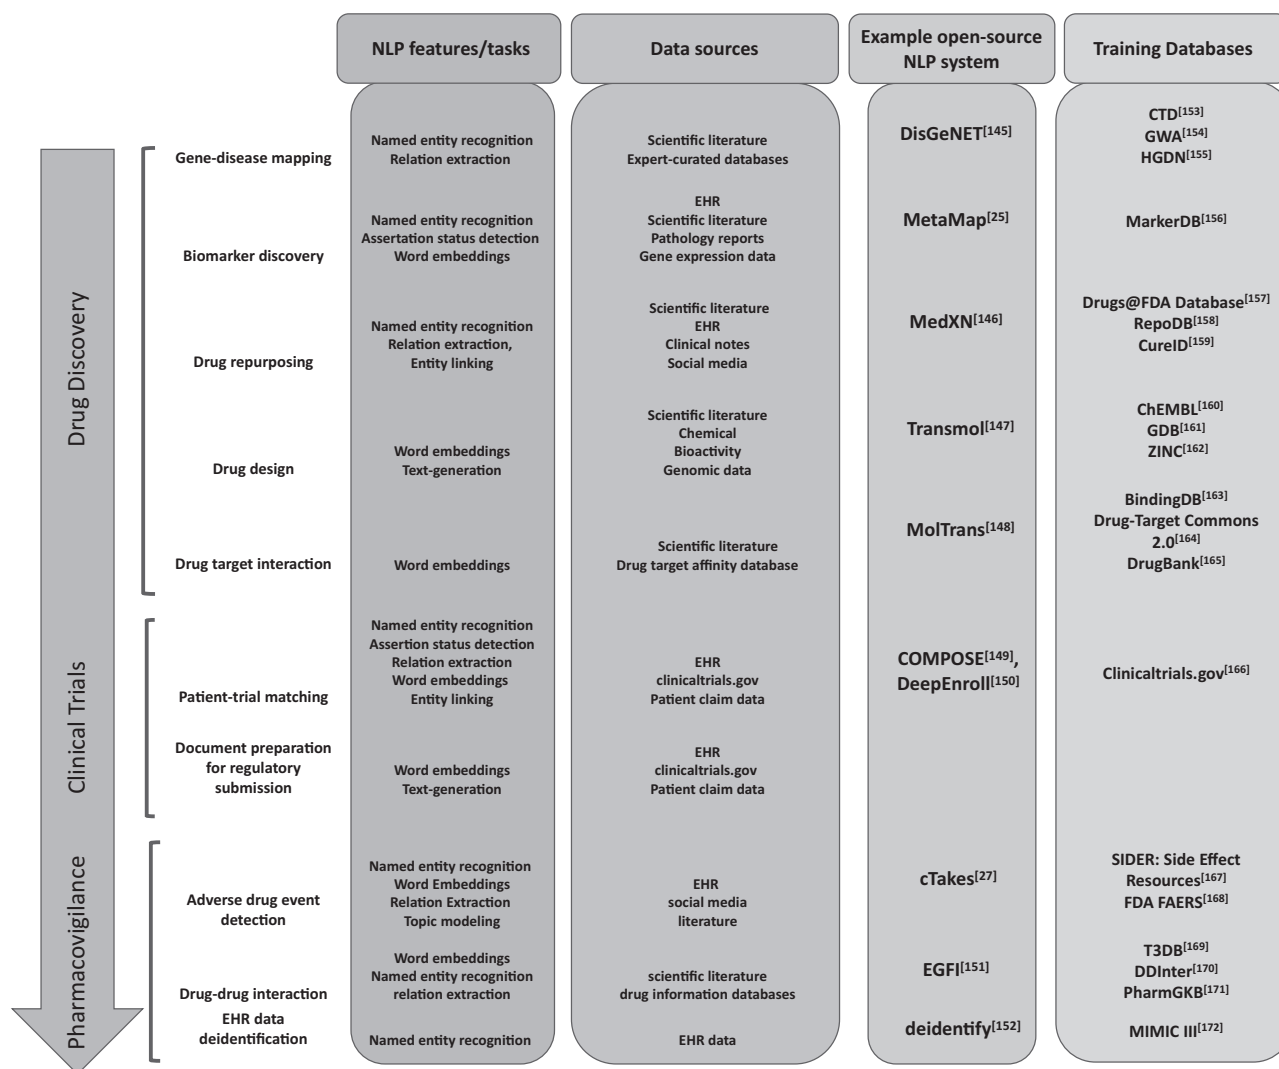 NLP features/tasks
Data sources
Example open-source
NLP system
Training Databases
Drug Discovery
Gene-disease mapping
Named entity recognition
Relation extraction
Scientific literature
Expert-curated databases
DisGeNET[145]
CTD[153]
GWA[154]
HGDN[155]
Biomarker discovery
Named entity recognition
Assertation status detection
Word embeddings
EHR
Scientific literature
Pathology reports
Gene expression data
MetaMap[25]
MarkerDB[156]
Drug repurposing
Named entity recognition
Relation extraction,
Entity linking
Scientific literature
EHR
Clinical notes
Social media
MedXN[146]
Drugs@FDA Database[157]
RepoDB[158]
CureID[159]
Drug design
Word embeddings
Text-generation
Scientific literature
Chemical
Bioactivity
Genomic data
Transmol[147]
ChEMBL[160]
GDB[161]
ZINC[162]
Drug target interaction
Word embeddings
Scientific literature
Drug target affinity database
MolTrans[148]
BindingDB[163]
Drug-Target Commons
2.0[164]
DrugBank[165]
Clinical Trials
Patient-trial matching
Named entity recognition
Assertion status detection
Relation extraction
Word embeddings
Entity linking
EHR
clinicaltrials.gov
Patient claim data
COMPOSE[149],
DeepEnroll[150]
Clinicaltrials.gov[166]
Document preparation
for regulatory
submission
Word embeddings
Text-generation
EHR
clinicaltrials.gov
Patient claim data
Pharmacovigilance
Adverse drug event
detection
Named entity recognition
Word Embeddings
Relation Extraction
Topic modeling
EHR
social media
literature
cTakes[27]
SIDER: Side Effect
Resources[167]
FDA FAERS[168]
Drug-drug interaction
Word embeddings
Named entity recognition
relation extraction
scientific literature
drug information databases
EGFI[151]
T3DB[169]
DDInter[170]
PharmGKB[171]
EHR data
deidentification
Named entity recognition
EHR data
deidentify[152]
MIMIC III[172]